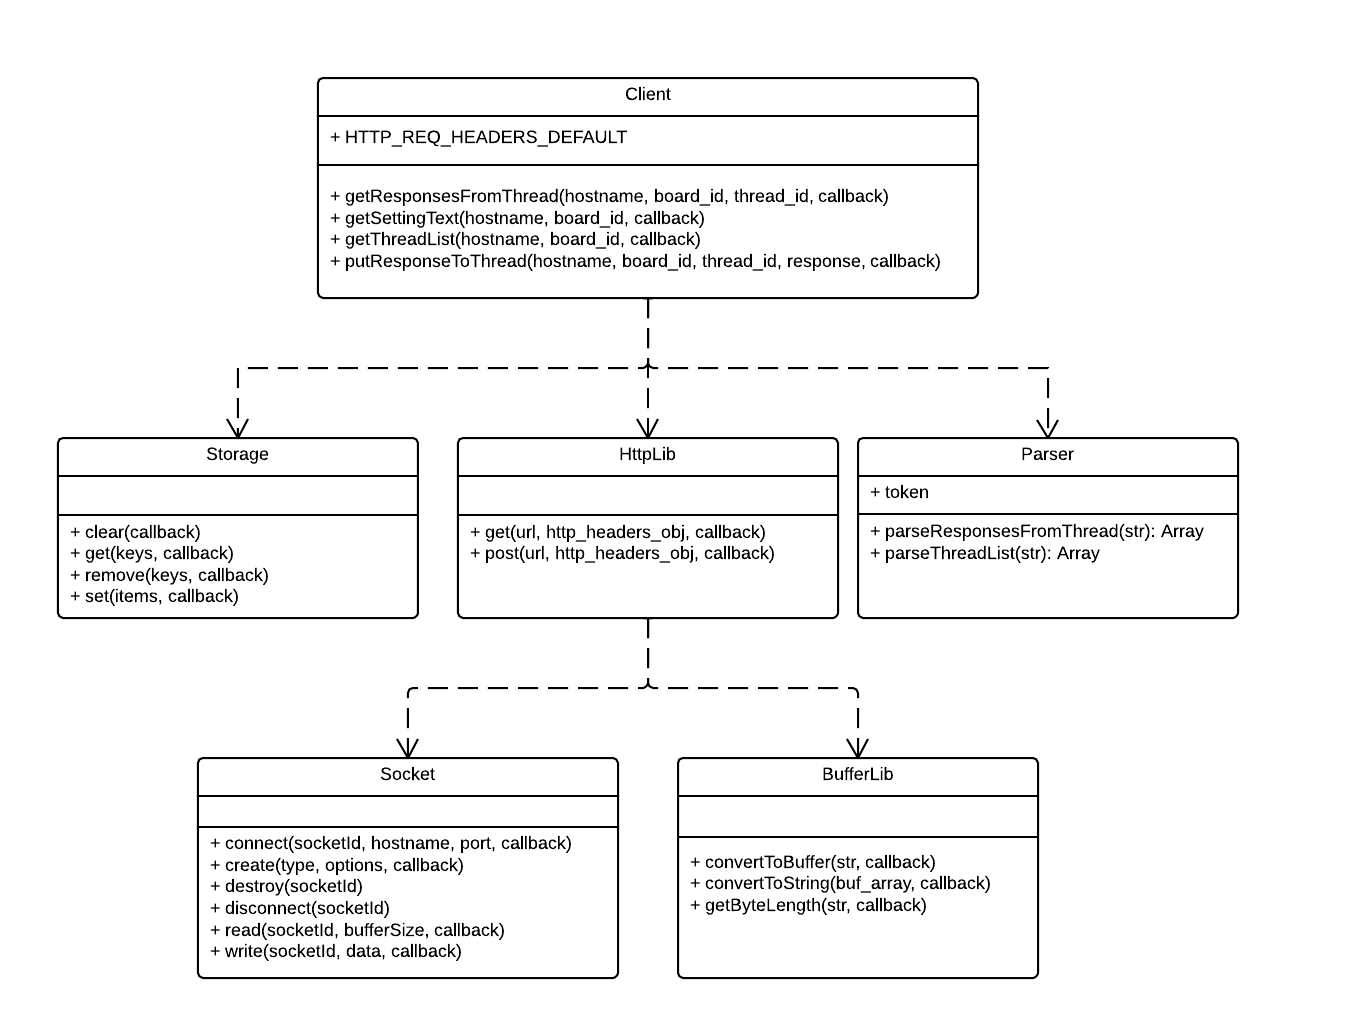 Client
+ HTTP_REQ_HEADERS_DEFAULT
+ getResponsesFromThread(hostname, board_id, thread_id, callback)
+ getSettingText(hostname, board_id, callback)
+ getThreadList(hostname, board_id, callback)
+ putResponseToThread(hostname, board_id, thread_id, response, callback)
Storage
+ clear(callback)
+ get(keys, callback)
+ remove(keys, callback)
+ set(items, callback)
HttpLib
+ get(url, http_headers_obj, callback)
+ post(url, http_headers_obj, callback)
Parser
+ token
+ parseResponsesFromThread(str): Array
+ parseThreadList(str): Array
Socket
+ connect(socketId, hostname, port, callback)
+ create(type, options, callback)
+ destroy(socketId)
+ disconnect(socketId)
+ read(socketId, bufferSize, callback)
+ write(socketId, data, callback)
BufferLib
+ convertToBuffer(str, callback)
+ convertToString(buf_array, callback)
+ getByteLength(str, callback)